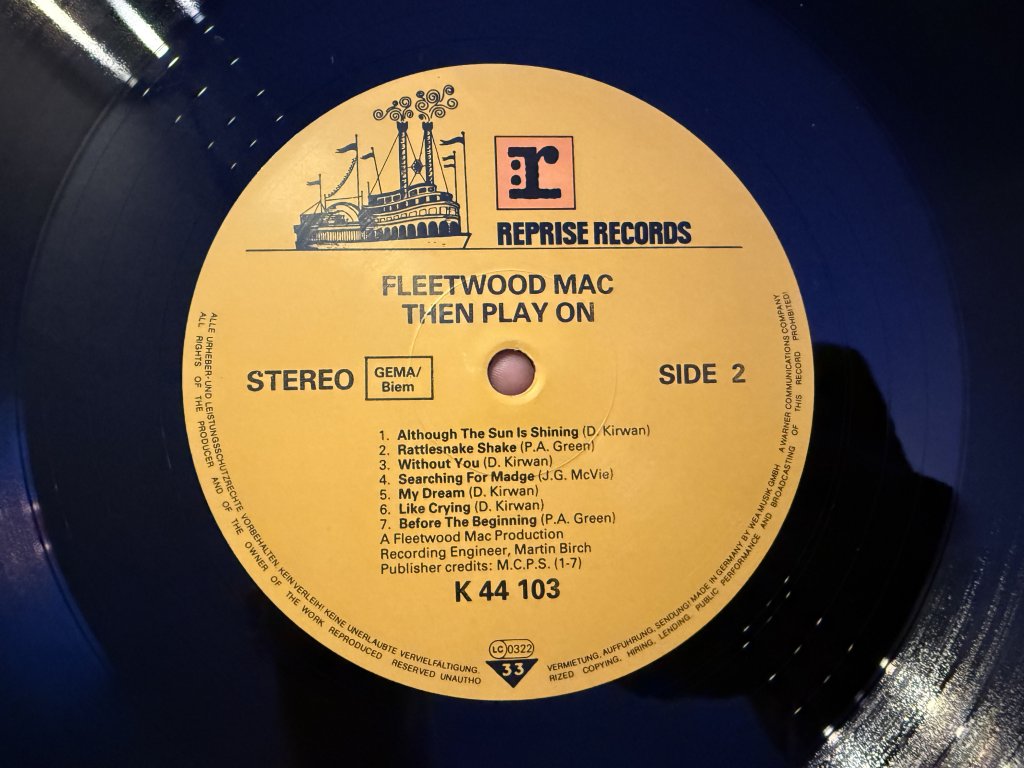 r
REPRISE RECORDS
FLEETWOOD MAC
THEN PLAY ON
STEREO
GEMA/
Biem
SIDE 2
1. Although The Sun Is Shining (D. Kirwan)
2. Rattlesnake Shake (P.A. Green)
3. Without You (D. Kirwan)
4. Searching For Madge (J.G. McVie)
5. My Dream (D. Kirwan)
6. Like Crying (D. Kirwan)
7. Before The Beginning (P.A. Green)
A Fleetwood Mac Production
Recording Engineer, Martin Birch
Publisher credits: M.C.P.S. (1-7)
K 44 103
LC 0322
33
ALLE URHEBER- UND LEISTUNGSSCHUTZRECHTE VORBEHALTEN. KEIN VERLEIH! KEINE UNERLAUBTE VERVIELFÄLTIGUNG, VERMIETUNG, AUFFÜHRUNG, SENDUNG! MADE IN GERMANY BY WEA MUSIK GMBH A WARNER COMMUNICATIONS COMPANY
ALL RIGHTS OF THE PRODUCER AND OF THE OWNER OF THE WORK REPRODUCED RESERVED UNAUTHORIZED COPYING, HIRING, LENDING, PUBLIC PERFORMANCE AND BROADCASTING OF THIS RECORD PROHIBITED!